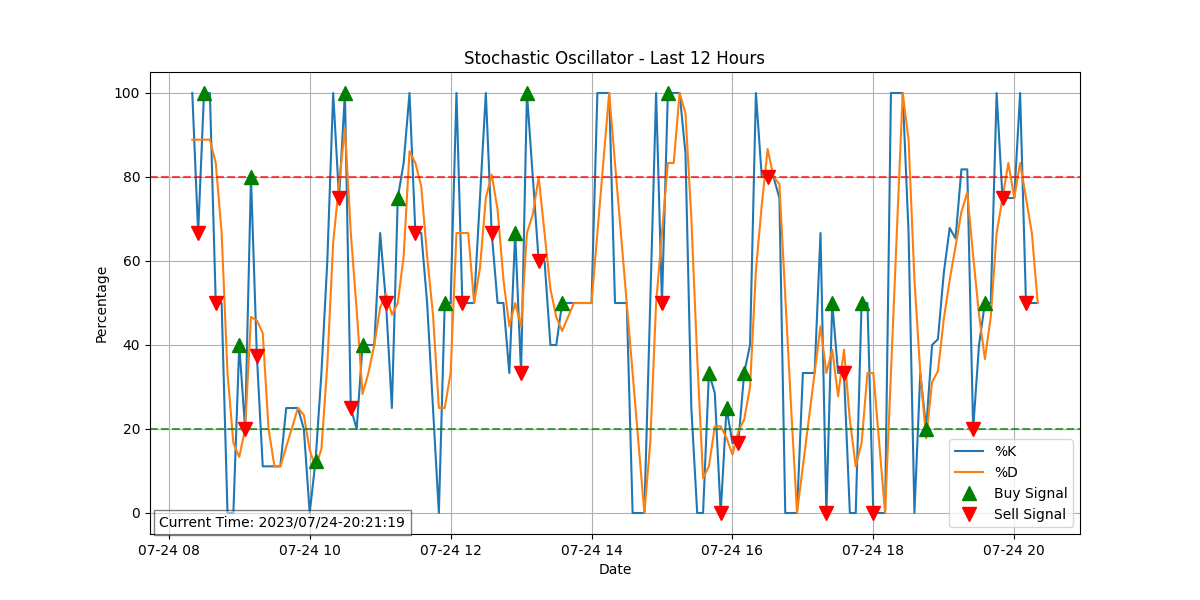 Stochastic Oscillator - Last 12 Hours
Percentage
100
80
60
40
20
0
%K
%D
Buy Signal
Sell Signal
Current Time: 2023/07/24-20:21:19
07-24 08 07-24 10 07-24 12 07-24 14 07-24 16 07-24 18 07-24 20
Date